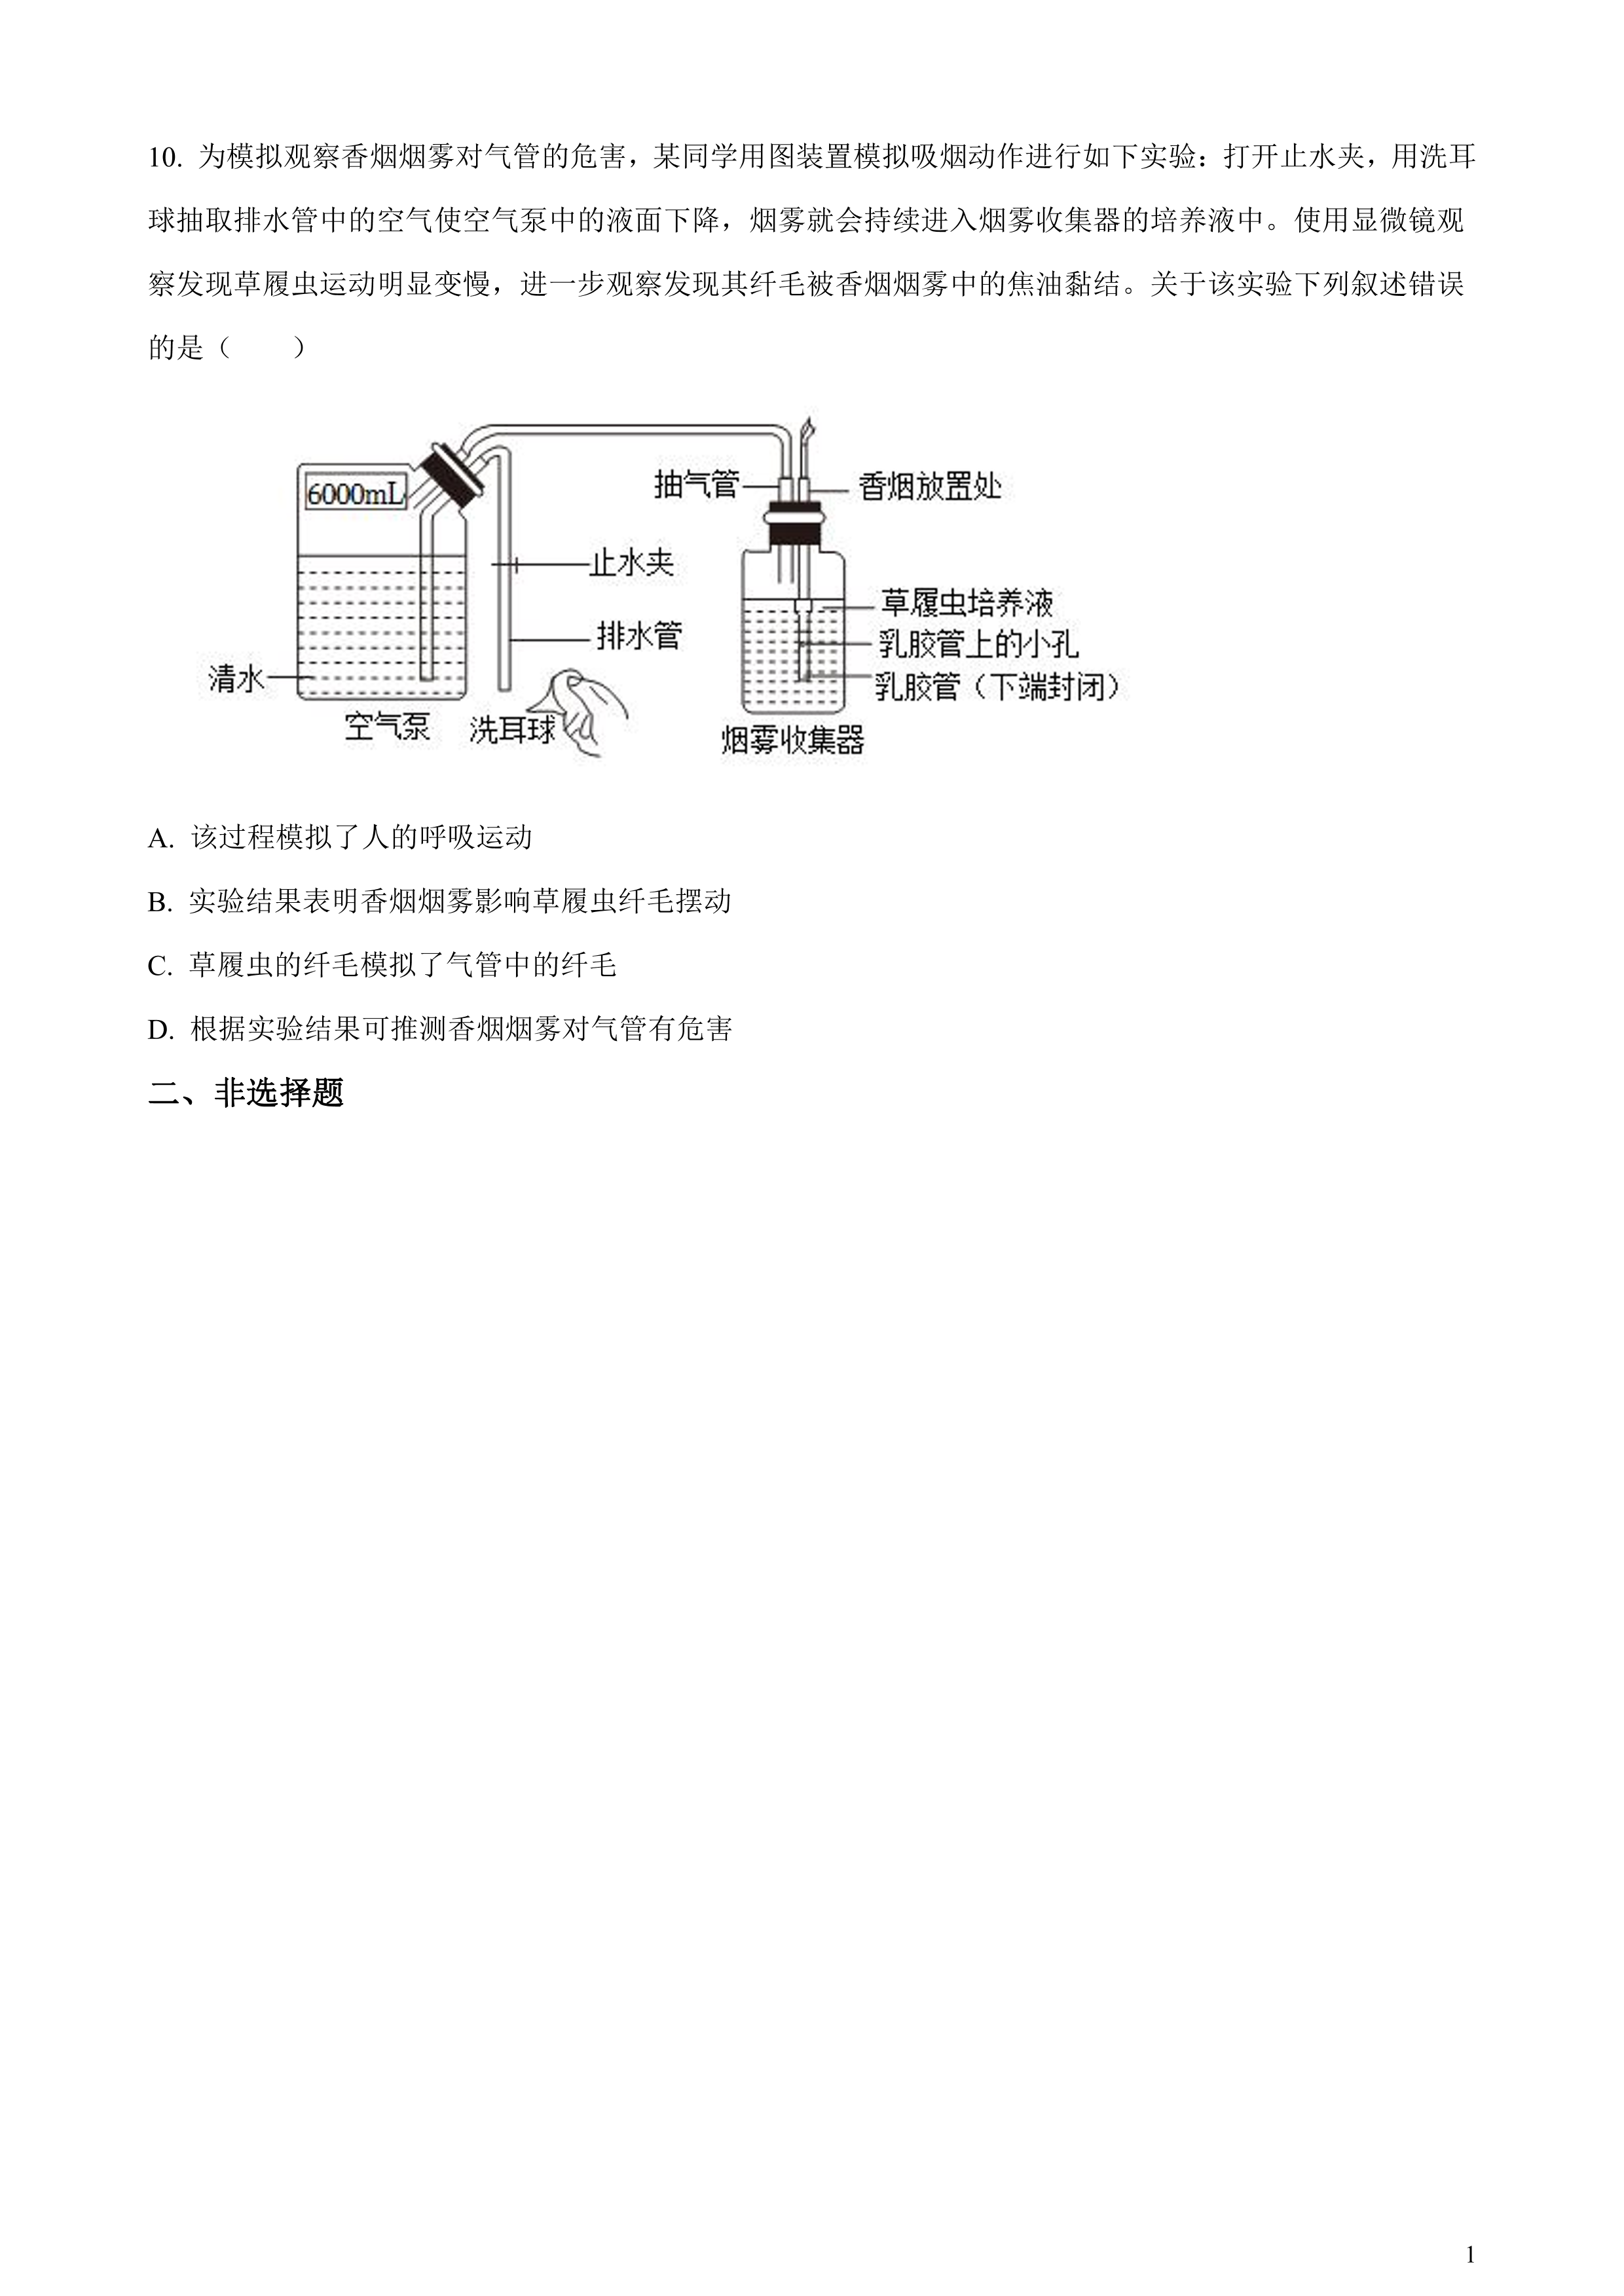 10. 为模拟观察香烟烟雾对气管的危害，某同学用图装置模拟吸烟动作进行如下实验：打开止水夹，用洗耳
球抽取排水管中的空气使空气泵中的液面下降，烟雾就会持续进入烟雾收集器的培养液中。使用显微镜观
察发现草履虫运动明显变慢，进一步观察发现其纤毛被香烟烟雾中的焦油黏结。关于该实验下列叙述错误
的是（　　）
6000mL
抽气管
香烟放置处
止水夹
草履虫培养液
排水管
乳胶管上的小孔
清水
乳胶管（下端封闭）
空气泵
洗耳球
烟雾收集器
A. 该过程模拟了人的呼吸运动
B. 实验结果表明香烟烟雾影响草履虫纤毛摆动
C. 草履虫的纤毛模拟了气管中的纤毛
D. 根据实验结果可推测香烟烟雾对气管有危害
二、非选择题
1